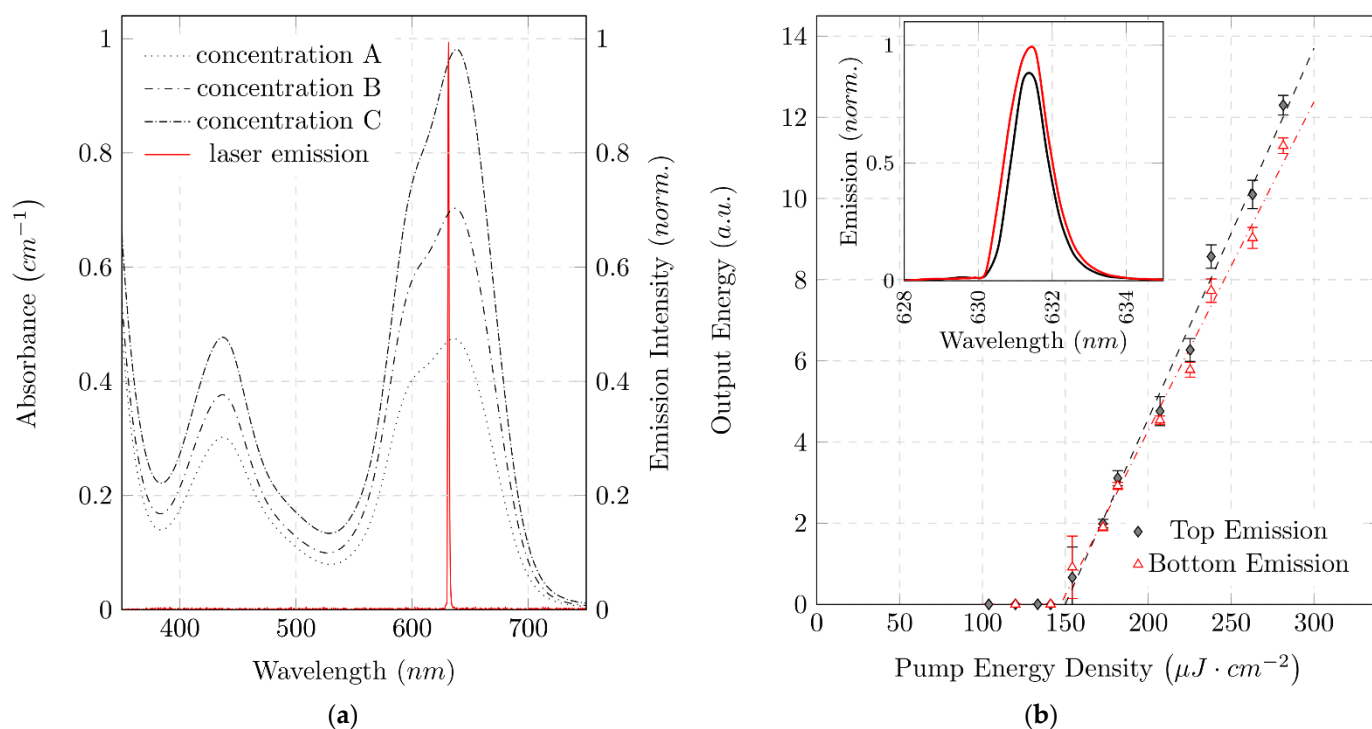 concentration A
concentration B
concentration C
laser emission
1
0.8
0.6
0.4
0.2
0
1
0.8
0.6
0.4
0.2
0
400
500
600
700
Absorbance (cm⁻¹)
Emission Intensity (norm.)
Wavelength (nm)
(a)
14
12
10
8
6
4
2
0
0
50
100
150
200
250
300
Output Energy (a.u.)
Pump Energy Density (μJ · cm⁻²)
1
0.5
0
628
630
632
634
Emission (norm.)
Wavelength (nm)
Top Emission
Bottom Emission
(b)